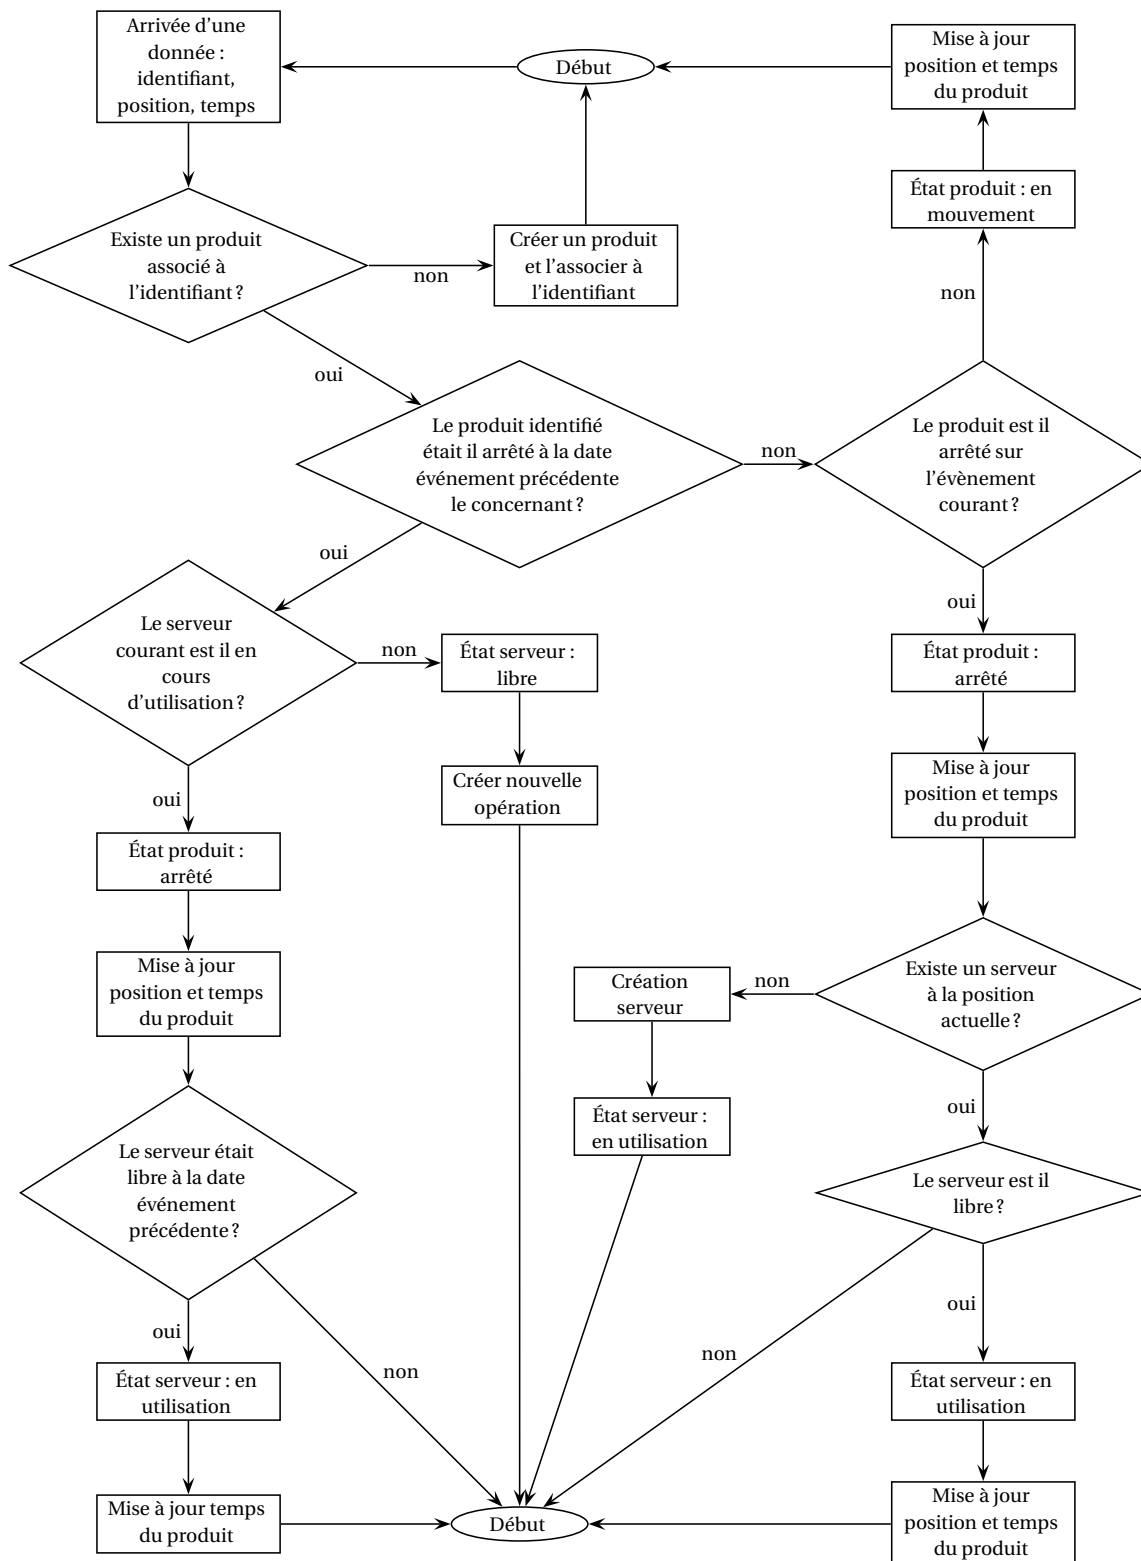 Arrivée d'une
donnée :
identifiant,
position, temps
Début
Mise à jour
position et temps
du produit
État produit : en
mouvement
Existe un produit
associé à
l'identifiant ?
non
Créer un produit
et l'associer à
l'identifiant
non
oui
Le produit identifié
était il arrêté à la date
événement précédente
le concernant ?
non
Le produit est il
arrêté sur
l'évènement
courant ?
oui
oui
Le serveur
courant est il en
cours
d'utilisation ?
non
État serveur :
libre
État produit :
arrêté
Créer nouvelle
opération
Mise à jour
position et temps
du produit
oui
État produit :
arrêté
Mise à jour
position et temps
du produit
Création
serveur
non
Existe un serveur
à la position
actuelle ?
État serveur :
en utilisation
oui
Le serveur était
libre à la date
événement
précédente ?
Le serveur est il
libre ?
oui
non
non
oui
État serveur : en
utilisation
État serveur : en
utilisation
Mise à jour temps
du produit
Début
Mise à jour
position et temps
du produit